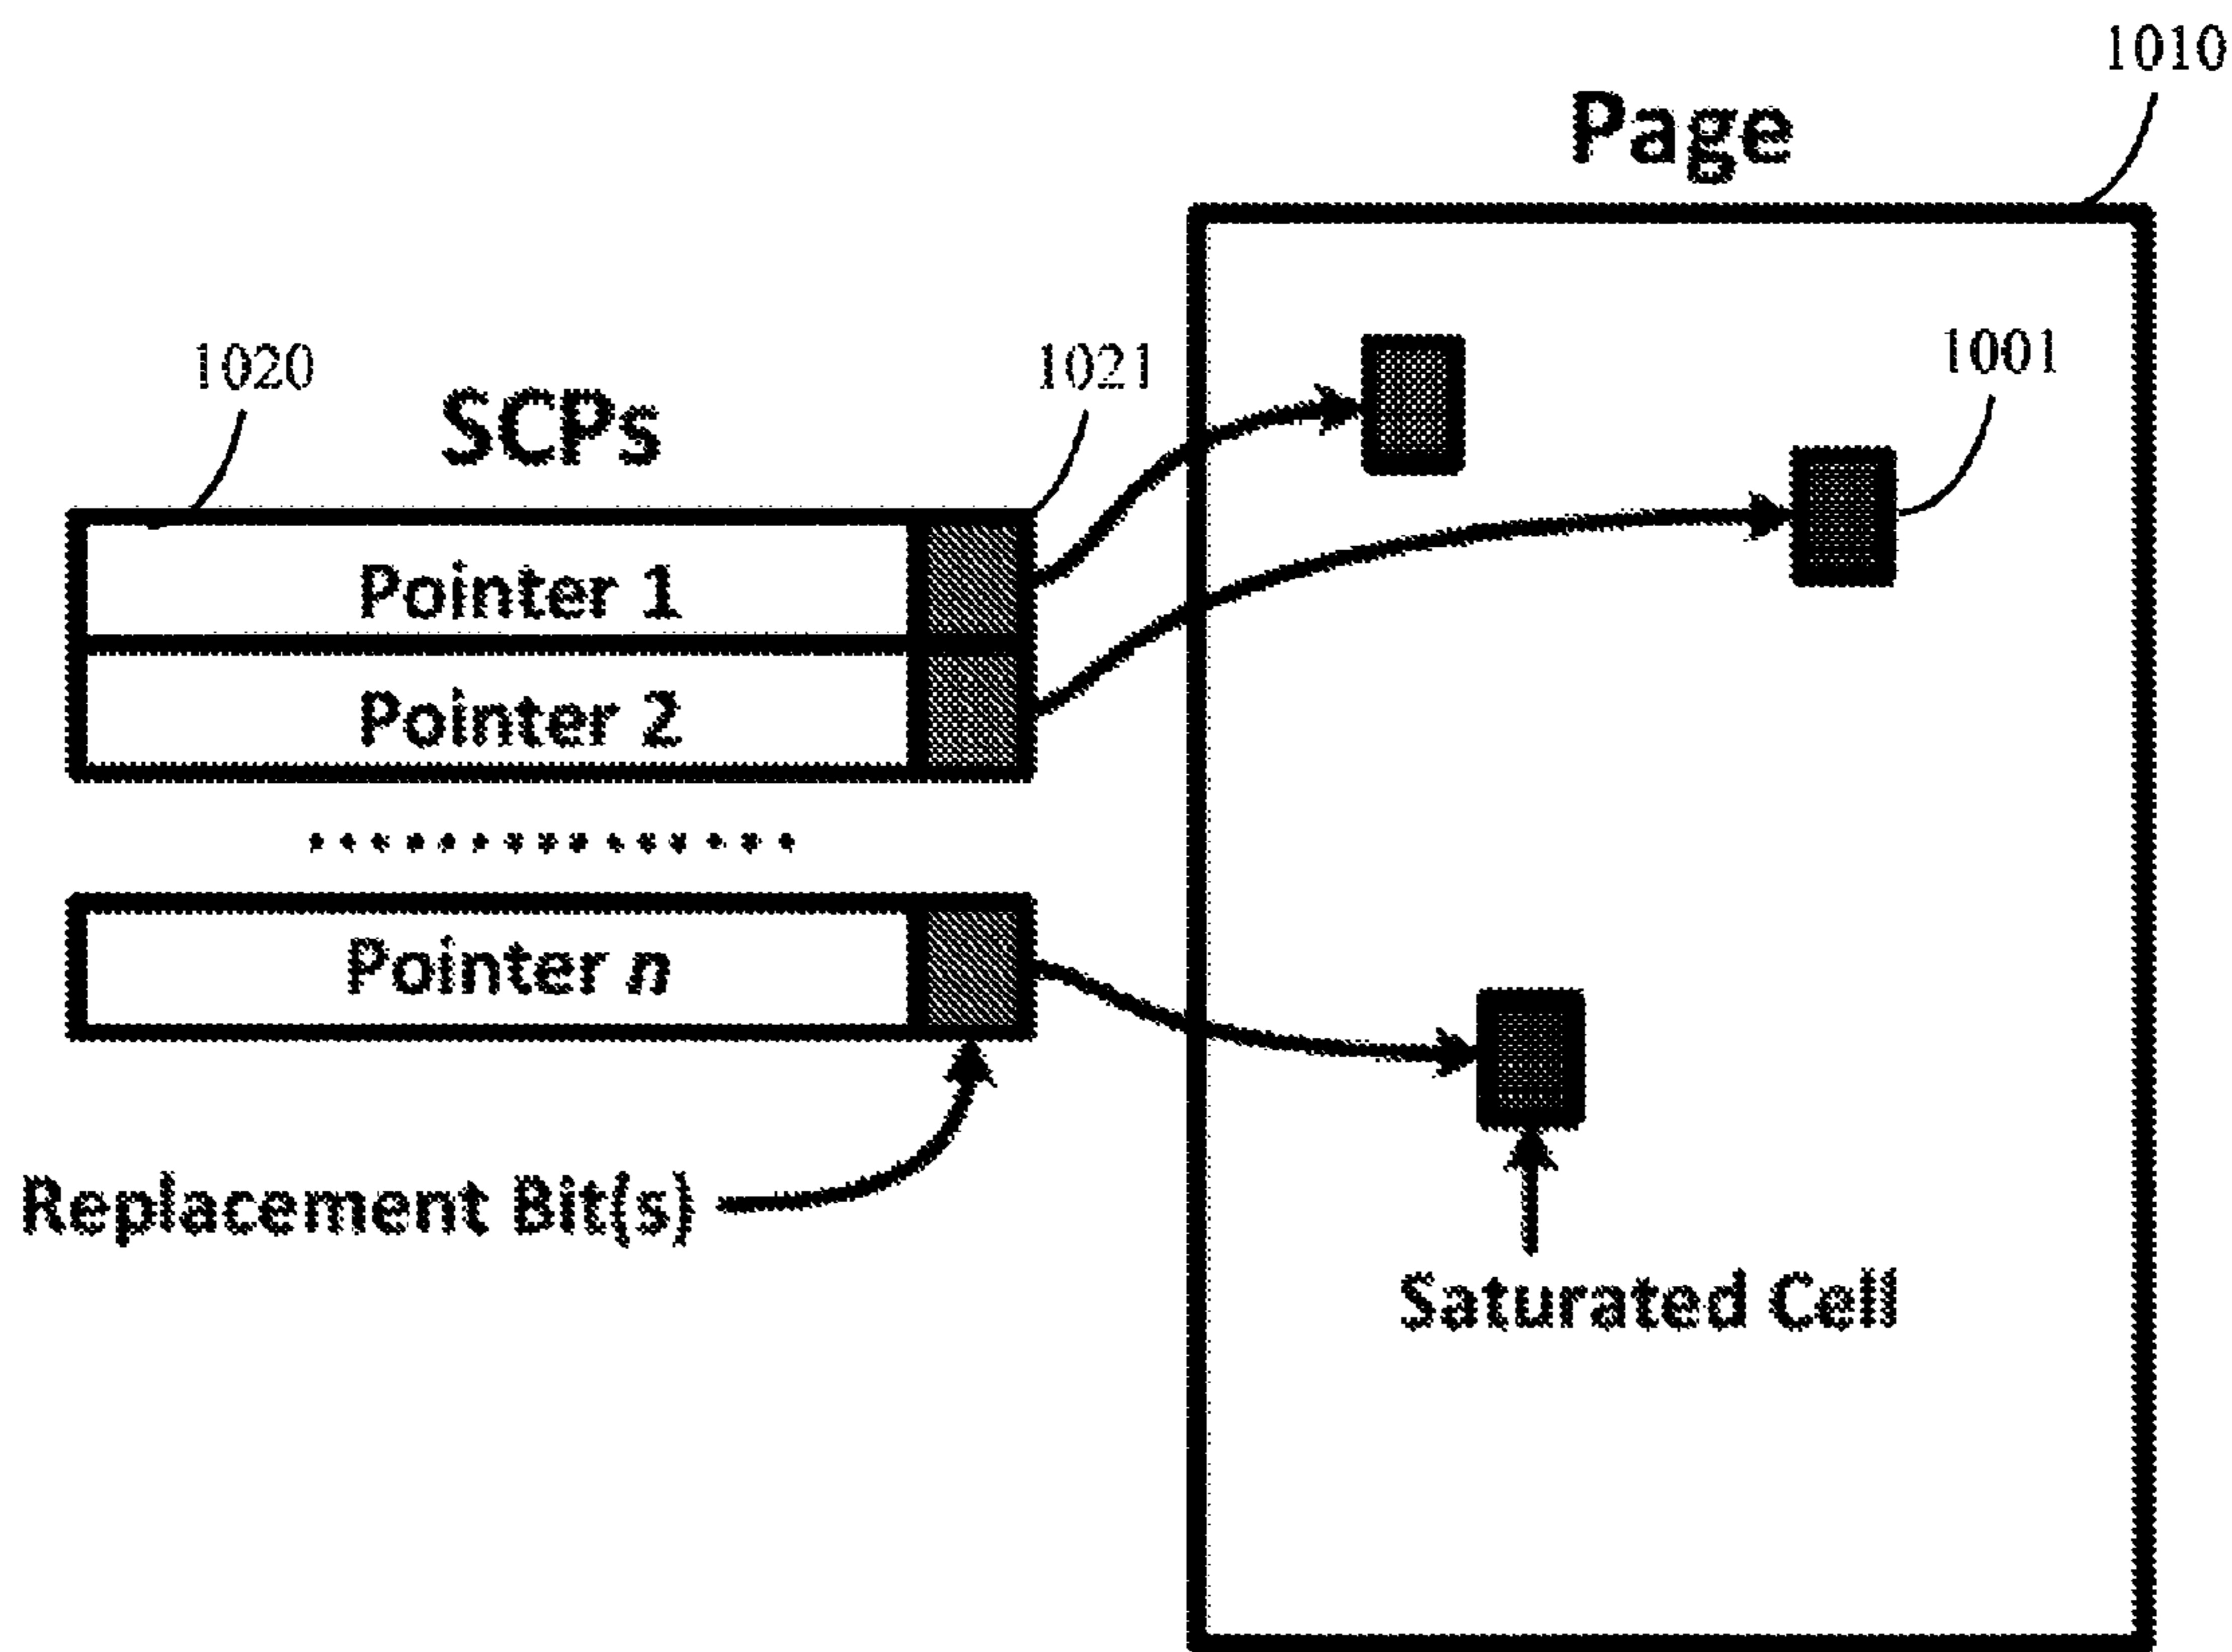 1010
Page
1020
SCPs
1021
1001
Pointer 1
Pointer 2
Pointer n
Replacement Bit(s)
Saturated Cell